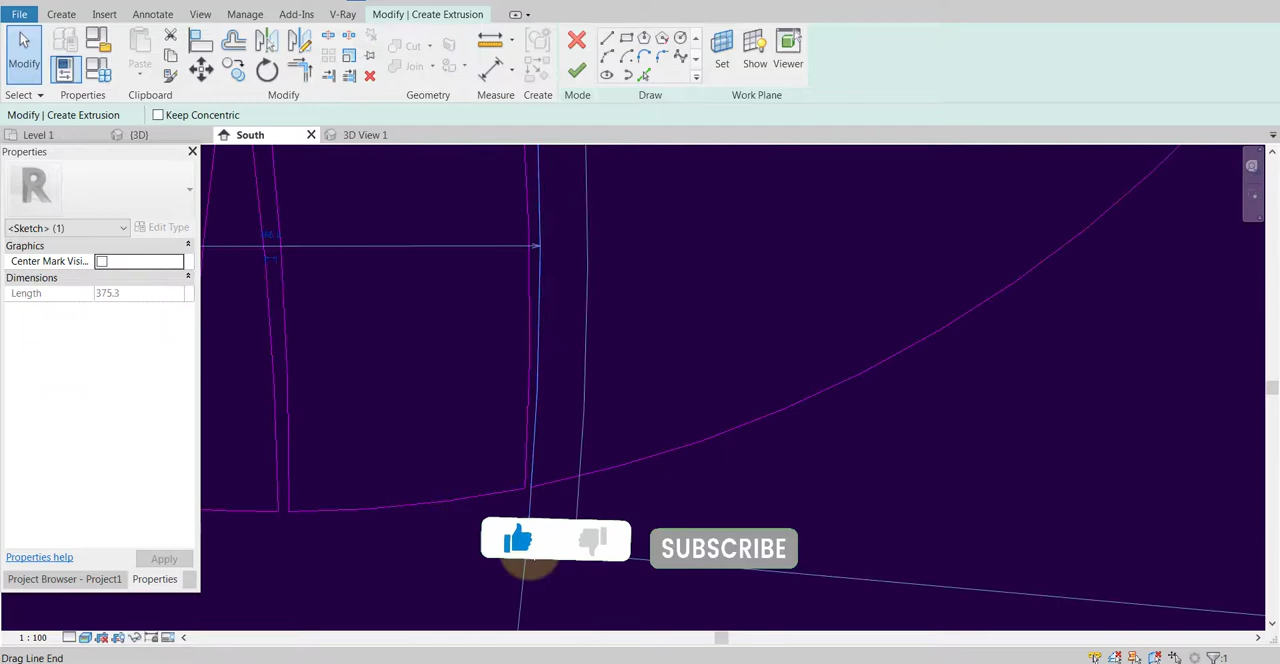 File Create Insert Annotate View Manage Add-Ins V-Ray Modify | Create Extrusion
Modify Paste Cut Join Set Show Viewer
Select Properties Clipboard Modify Geometry Measure Create Mode Draw Work Plane
Modify | Create Extrusion Keep Concentric
Level 1 {3D} South 3D View 1
Properties
R
<Sketch> (1) Edit Type
Graphics
Center Mark Visi...
Dimensions
Length 375.3
SUBSCRIBE
Properties help Apply
Project Browser - Project1 Properties
1 : 100
Drag Line End :1